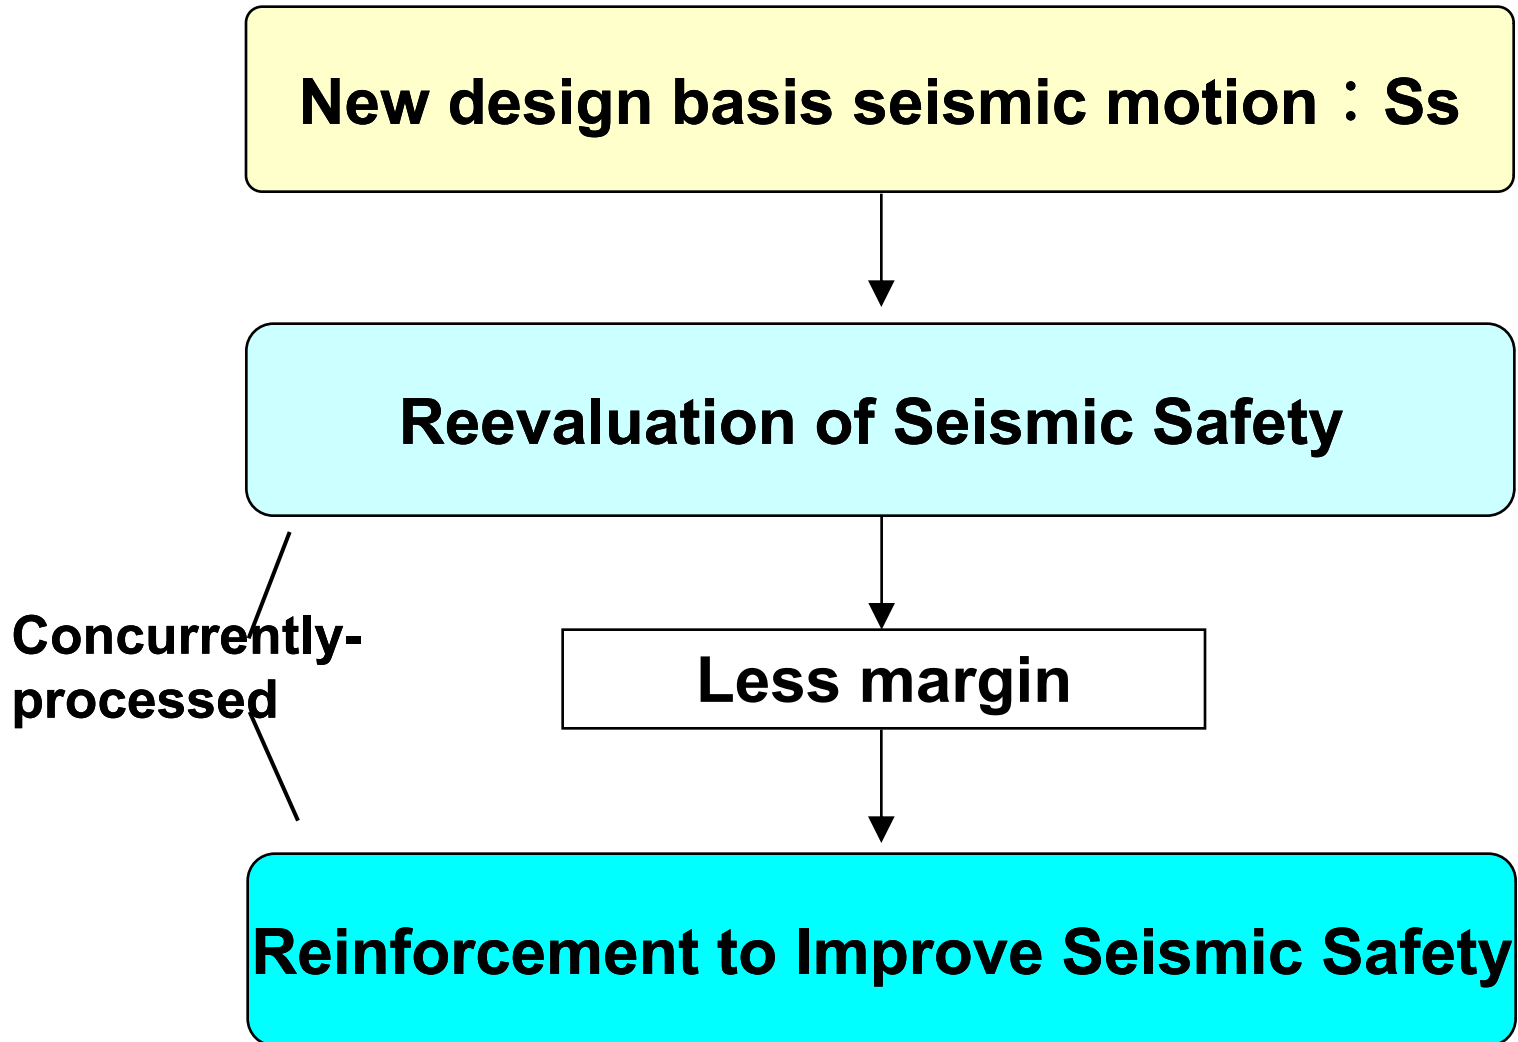 New design basis seismic motion：Ss
Reevaluation of Seismic Safety
Concurrently-
processed
Less margin
Reinforcement to Improve Seismic Safety